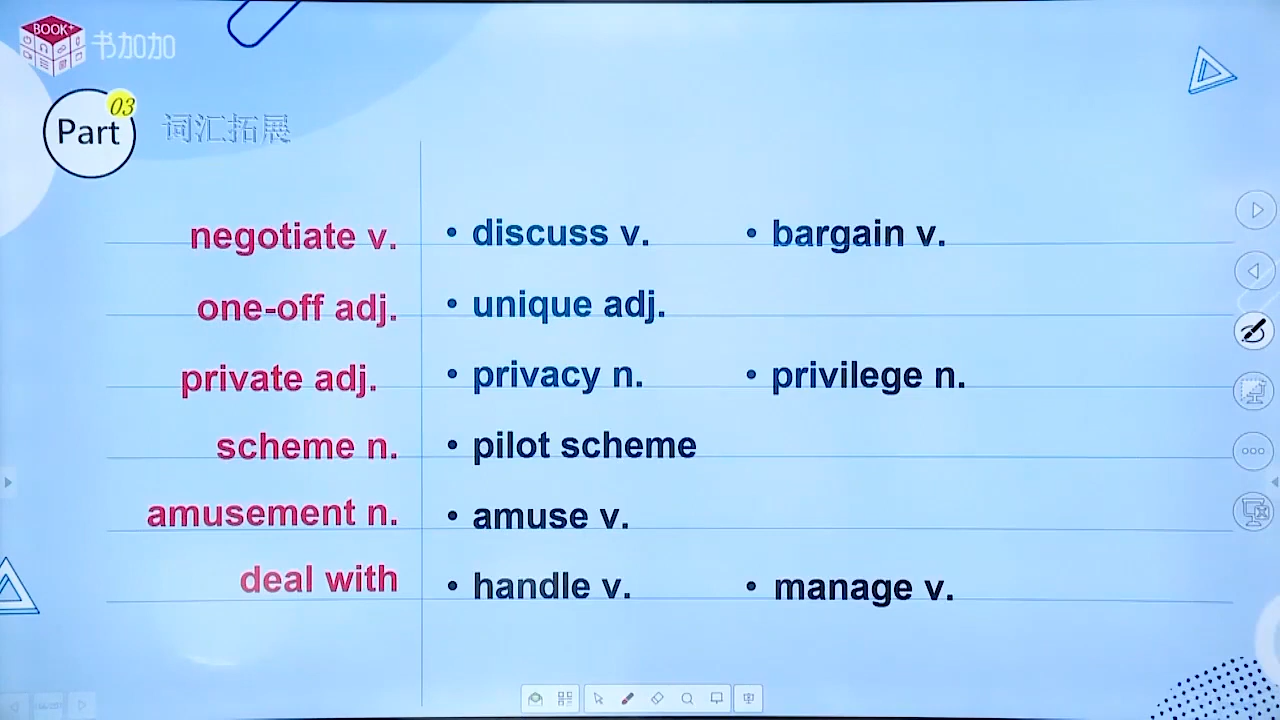 BOOK+
书加加
Part
03
词汇拓展
negotiate v. • discuss v. • bargain v.
one-off adj. • unique adj.
private adj. • privacy n. • privilege n.
scheme n. • pilot scheme
amusement n. • amuse v.
deal with • handle v. • manage v.